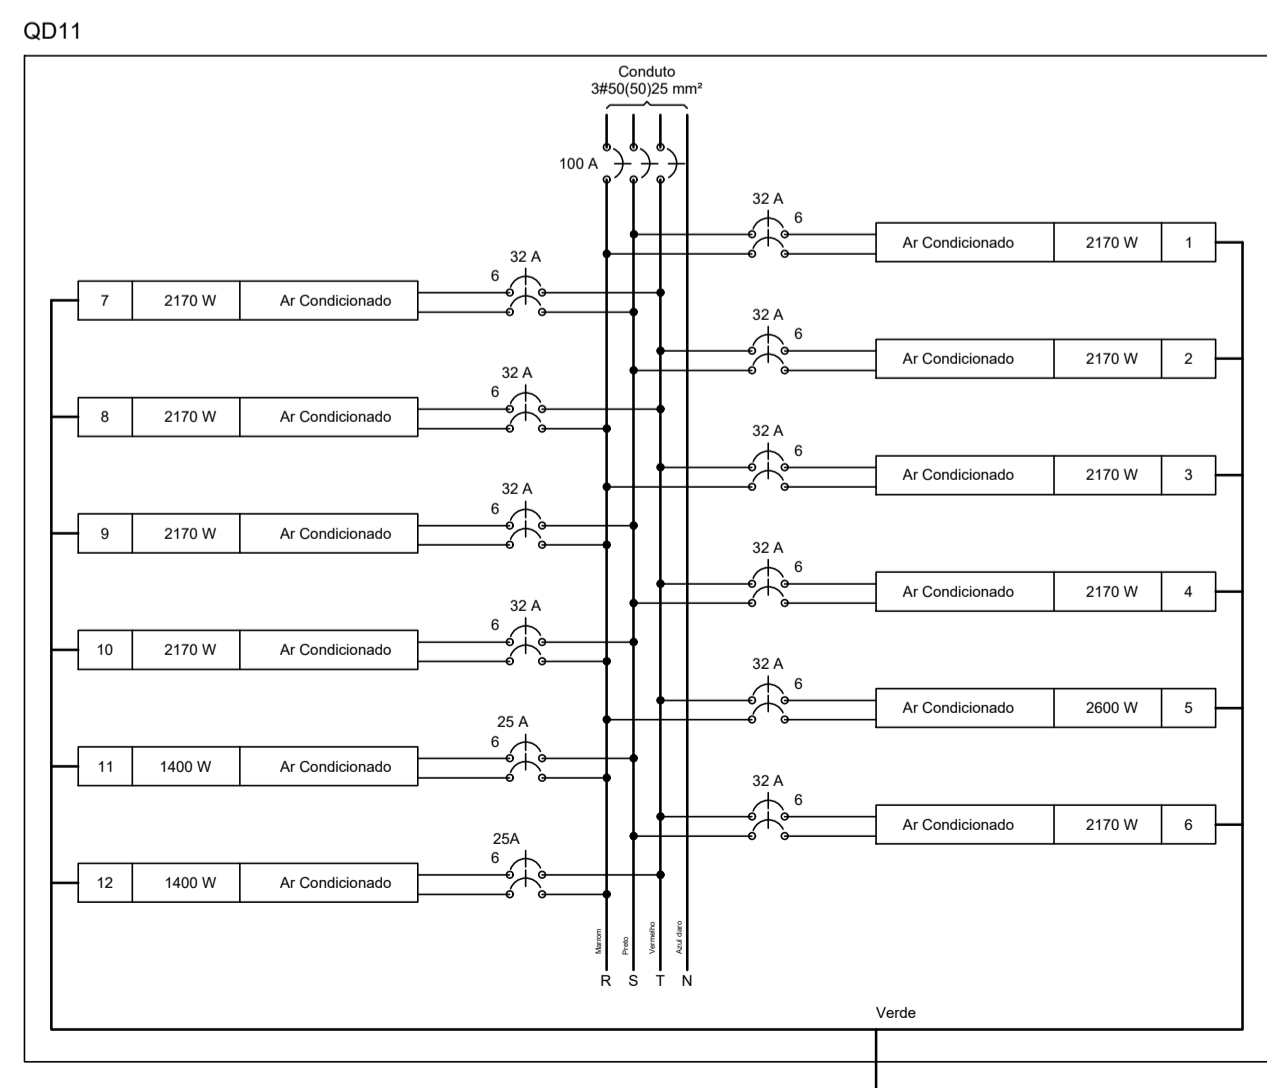 QD11
Conduto
3#50(50)25 mm²
100 A
32 A
6
Ar Condicionado 2170 W 1
32 A
6
7 2170 W Ar Condicionado
32 A
6
Ar Condicionado 2170 W 2
32 A
6
8 2170 W Ar Condicionado
32 A
6
Ar Condicionado 2170 W 3
32 A
6
9 2170 W Ar Condicionado
32 A
6
Ar Condicionado 2170 W 4
32 A
6
10 2170 W Ar Condicionado
32 A
6
Ar Condicionado 2600 W 5
25 A
6
11 1400 W Ar Condicionado
32 A
6
Ar Condicionado 2170 W 6
25A
6
12 1400 W Ar Condicionado
Marrom
Preto
Vermelho
Azul claro
R S T N
Verde